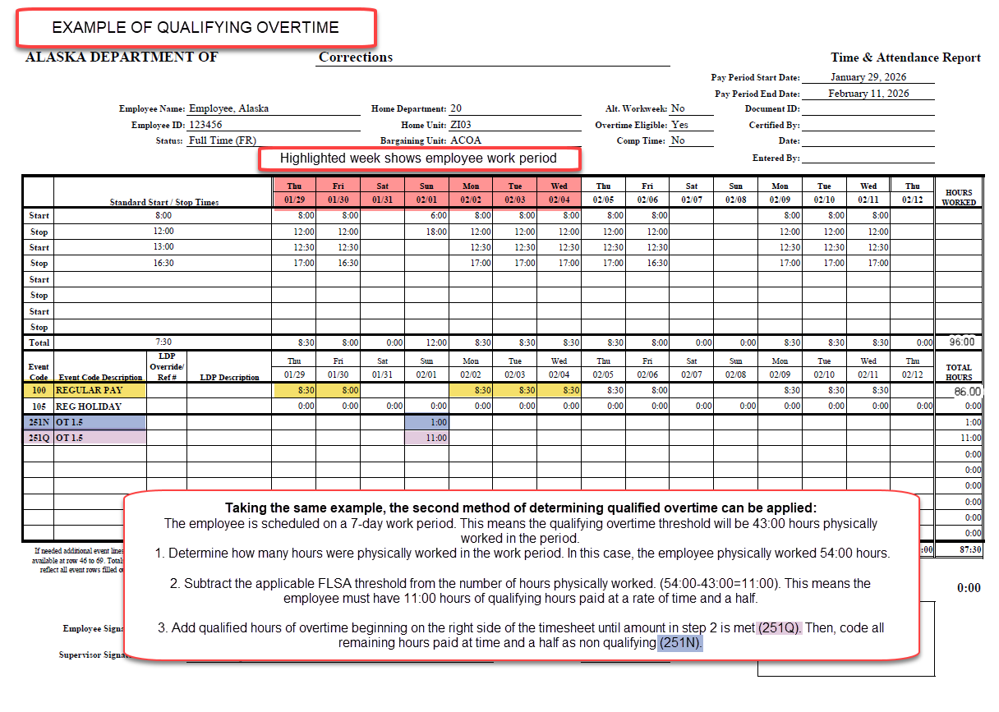 EXAMPLE OF QUALIFYING OVERTIME
ALASKA DEPARTMENT OF Corrections Time & Attendance Report
Pay Period Start Date: January 29, 2026
Pay Period End Date: February 11, 2026
Employee Name: Employee, Alaska Home Department: 20 Alt. Workweek: No Document ID:
Employee ID: 123456 Home Unit: ZI03 Overtime Eligible: Yes Certified By:
Status: Full Time (FR) Bargaining Unit: ACOA Comp Time: No Date:
Entered By:
Highlighted week shows employee work period
Thu Fri Sat Sun Mon Tue Wed Thu Fri Sat Sun Mon Tue Wed Thu HOURS
Standard Start / Stop Times 01/29 01/30 01/31 02/01 02/02 02/03 02/04 02/05 02/06 02/07 02/08 02/09 02/10 02/11 02/12 WORKED
Start 8:00 8:00 8:00 6:00 8:00 8:00 8:00 8:00 8:00 8:00 8:00 8:00
Stop 12:00 12:00 12:00 18:00 12:00 12:00 12:00 12:00 12:00 12:00 12:00 12:00
Start 13:00 12:30 12:30 12:30 12:30 12:30 12:30 12:30 12:30 12:30 12:30
Stop 16:30 17:00 16:30 17:00 17:00 17:00 17:00 16:30 17:00 17:00 17:00
Start
Stop
Start
Stop
Total 7:30 8:30 8:00 0:00 12:00 8:30 8:30 8:30 8:30 8:00 0:00 0:00 8:30 8:30 8:30 0:00 96:00
Event Code Event Code Description LDP Override/ Ref # LDP Description Thu Fri Sat Sun Mon Tue Wed Thu Fri Sat Sun Mon Tue Wed Thu TOTAL
01/29 01/30 01/31 02/01 02/02 02/03 02/04 02/05 02/06 02/07 02/08 02/09 02/10 02/11 02/12 HOURS
100 REGULAR PAY 8:30 8:00 8:30 8:30 8:30 8:30 8:00 8:30 8:30 8:30 86.00
105 REG HOLIDAY 0:00 0:00 0:00 0:00 0:00 0:00 0:00 0:00 0:00 0:00 0:00 0:00 0:00 0:00 0:00 0:00
251N OT 1.5 1:00 1:00
251Q OT 1.5 11:00 11:00
0:00
0:00
0:00
0:00
0:00
0:00
:00 87:30
0:00
If needed additional event lines
available at row 46 to 69. Total
reflect all event rows filled
Taking the same example, the second method of determining qualified overtime can be applied:
The employee is scheduled on a 7-day work period. This means the qualifying overtime threshold will be 43:00 hours physically
worked in the period.
1. Determine how many hours were physically worked in the work period. In this case, the employee physically worked 54:00 hours.
2. Subtract the applicable FLSA threshold from the number of hours physically worked. (54:00-43:00=11:00). This means the
employee must have 11:00 hours of qualifying hours paid at a rate of time and a half.
3. Add qualified hours of overtime beginning on the right side of the timesheet until amount in step 2 is met (251Q). Then, code all
remaining hours paid at time and a half as non qualifying (251N).
Employee Signa
Supervisor Signa